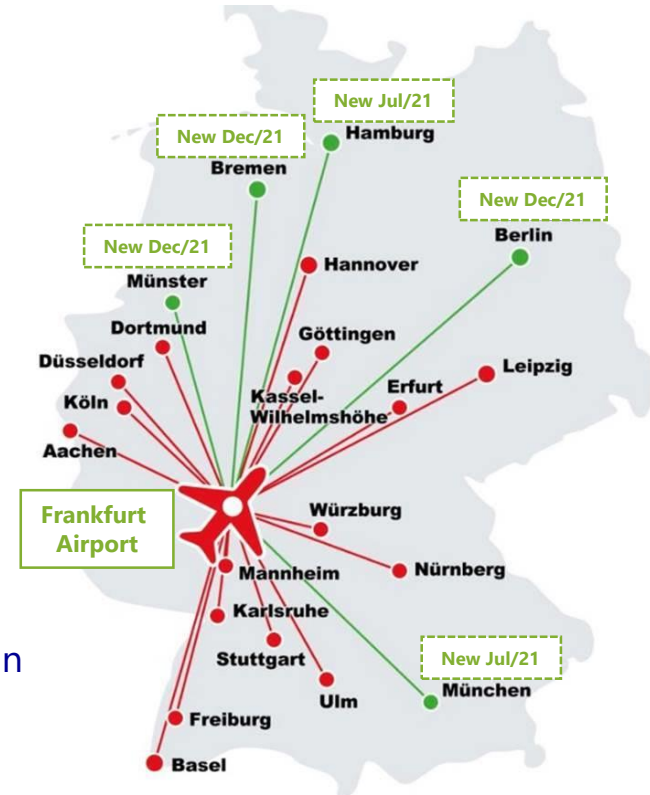 New Jul/21
Hamburg
New Dec/21
Bremen
New Dec/21
Berlin
New Dec/21
Münster
Hannover
Dortmund
Göttingen
Düsseldorf
Leipzig
Köln
Kassel-
Wilhelmshöhe
Erfurt
Aachen
Frankfurt
Airport
Würzburg
Mannheim
Nürnberg
Karlsruhe
n
Stuttgart
New Jul/21
München
Ulm
Freiburg
Basel